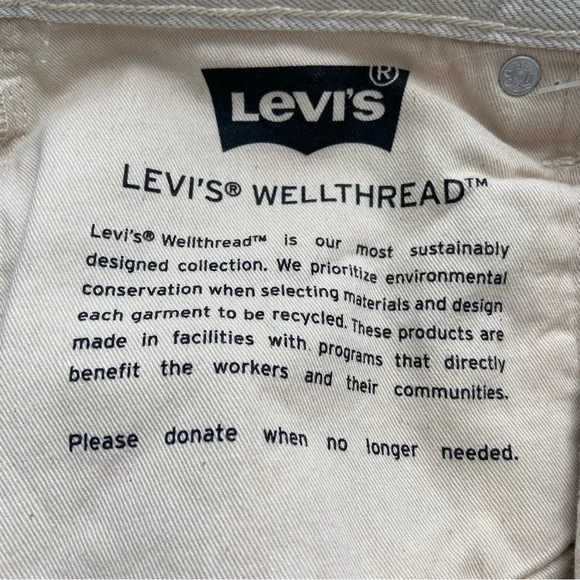 Levi's®
LEVI'S® WELLTHREAD™
Levi's® Wellthread™ is our most sustainably
designed collection. We prioritize environmental
conservation when selecting materials and design
each garment to be recycled. These products are
made in facilities with programs that directly
benefit the workers and their communities.
Please donate when no longer needed.